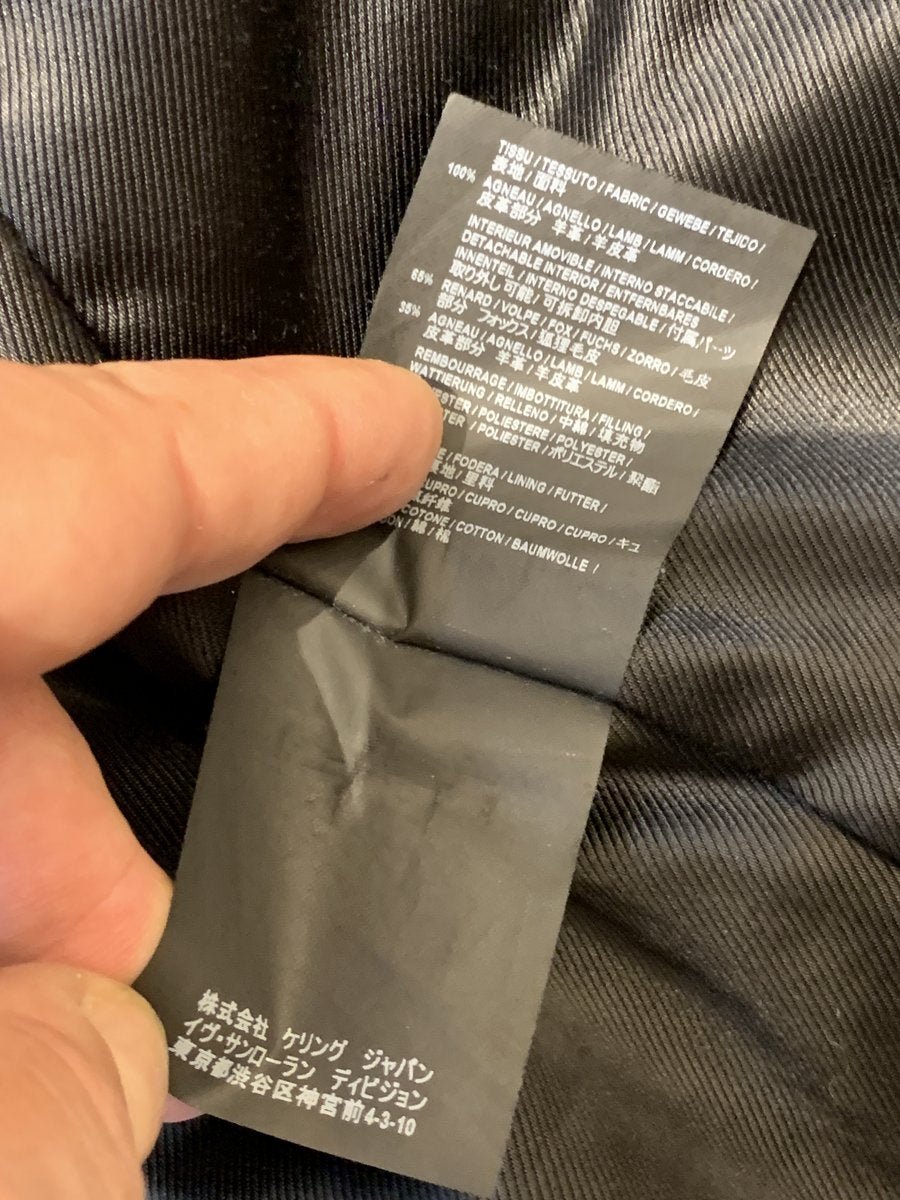 TISSU / TESSUTO / FABRIC / GEWEBE / TEJIDO /
表地 / 面料
100% AGNEAU / AGNELLO / LAMB / LAMM / CORDERO /
皮革部分 羊革 / 羊皮革
INTERIEUR AMOVIBLE / INTERNO STACCABILE /
DETACHABLE INTERIOR / ENTFERNBARES
INNENTEIL / INTERNO DESPEGABLE / 付属パーツ
取り外し可能 / 可拆卸内胆
65% RENARD / VOLPE / FOX / FUCHS / ZORRO / 毛皮
部分 フォックス / 狐狸毛皮
35% AGNEAU / AGNELLO / LAMB / LAMM / CORDERO /
皮革部分 羊革 / 羊皮革
REMBOURRAGE / IMBOTTITURA / FILLING /
WATTIERUNG / RELLENO / 中綿 / 填充物
ESTER / POLIESTERE / POLYESTER /
TER / POLIESTER / ポリエステル / 聚酯
E / FODERA / LINING / FUTTER /
裏地 / 里料
CUPRO / CUPRO / CUPRO / CUPRO / キュ
纤维
COTONE / COTTON / BAUMWOLLE /
ON / 綿 / 棉
株式会社 ケリング ジャパン
イヴ・サンローラン ディビジョン
東京都渋谷区神宮前4-3-10